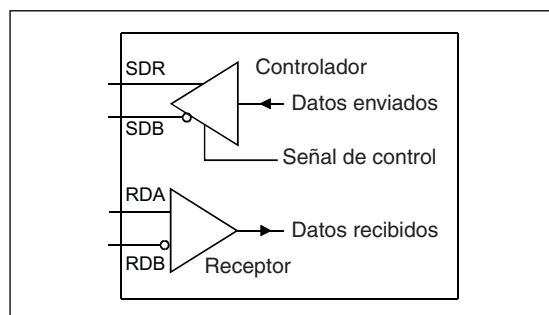 SDR
Controlador
Datos enviados
SDB
Señal de control
RDA
Datos recibidos
RDB
Receptor